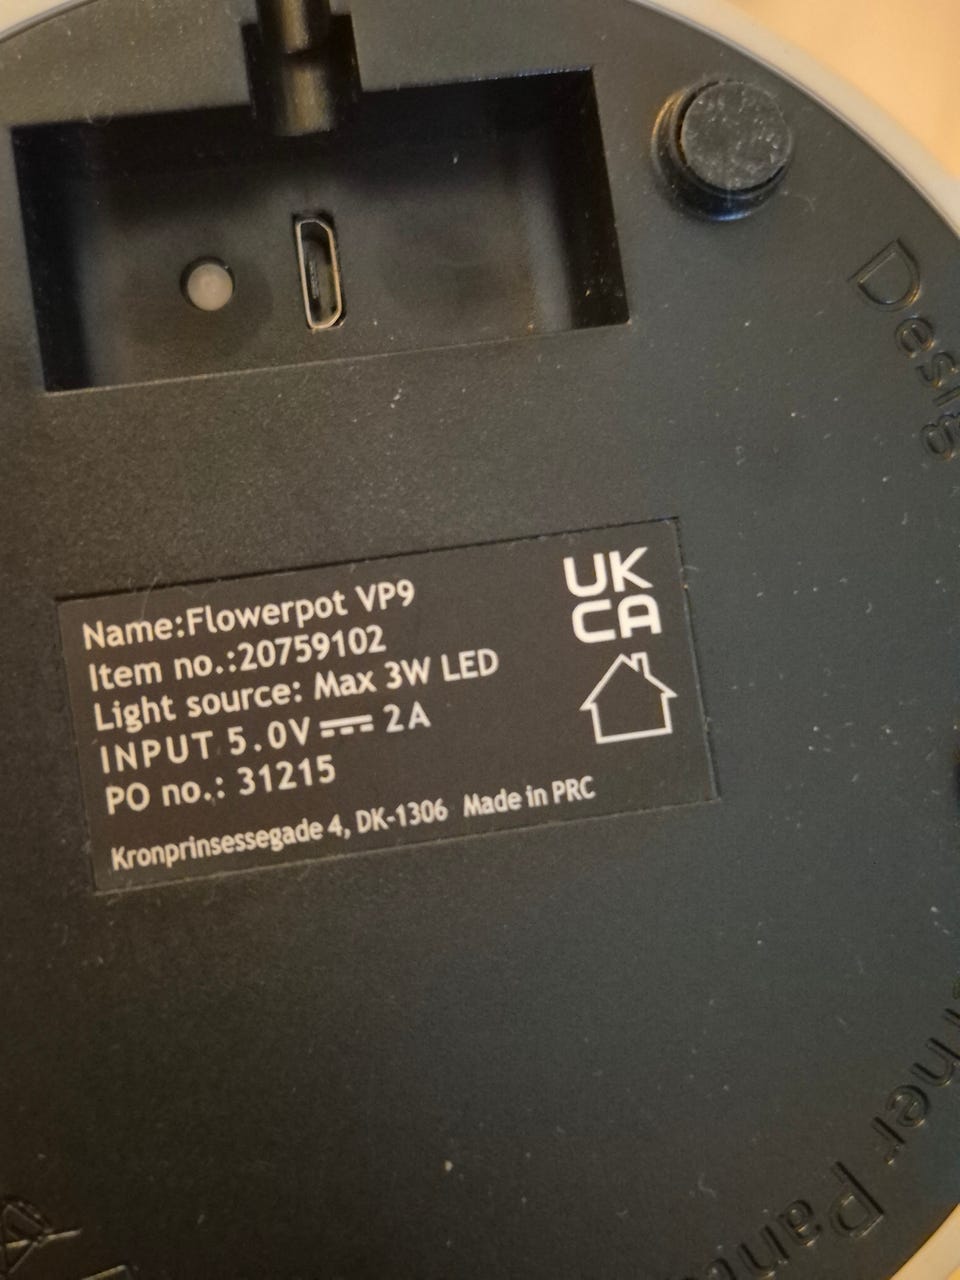 Desig
Name:Flowerpot VP9
Item no.:20759102
Light source: Max 3W LED
INPUT 5.0V⎓2A
PO no.: 31215
Kronprinsessegade 4, DK-1306 Made in PRC
UK
CA